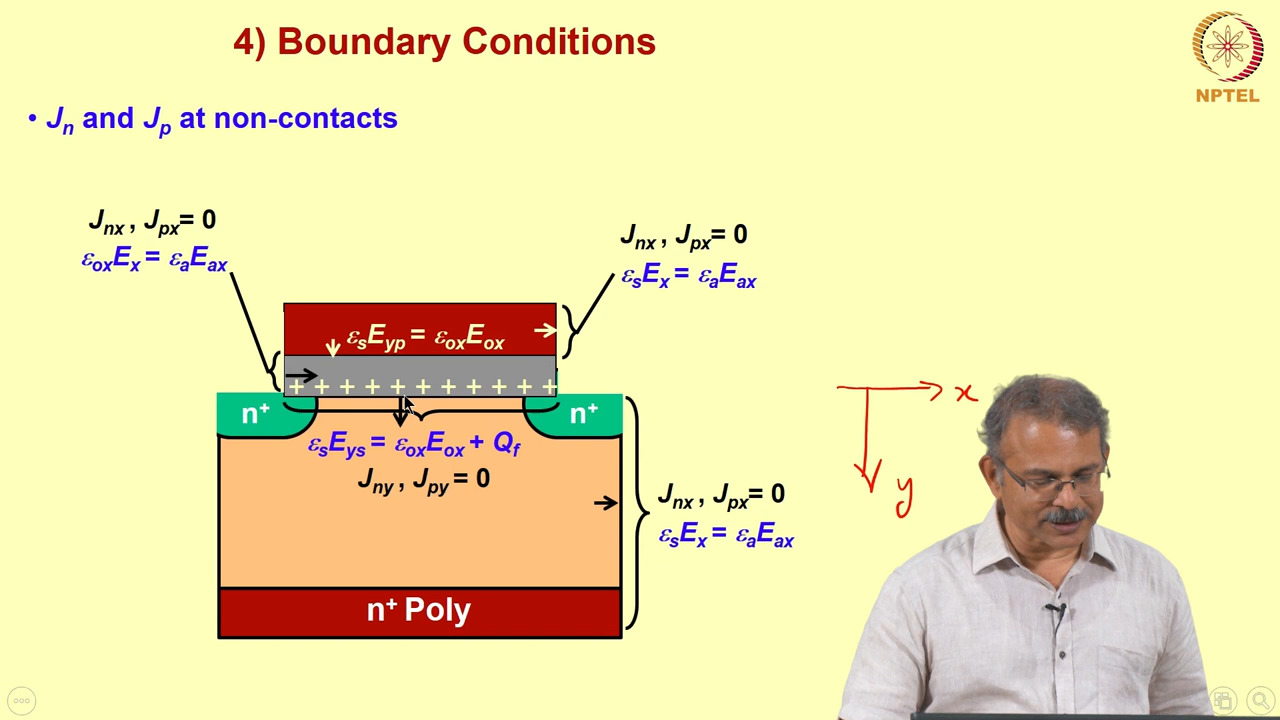 4) Boundary Conditions
NPTEL
• Jn and Jp at non-contacts
Jnx , Jpx= 0
εoxEx = εaEax
Jnx , Jpx= 0
εsEx = εaEax
εsEyp = εoxEox
+ + + + + + + + + + +
n+
n+
εsEys = εoxEox + Qf
Jny , Jpy = 0
x
y
Jnx , Jpx= 0
εsEx = εaEax
n+ Poly